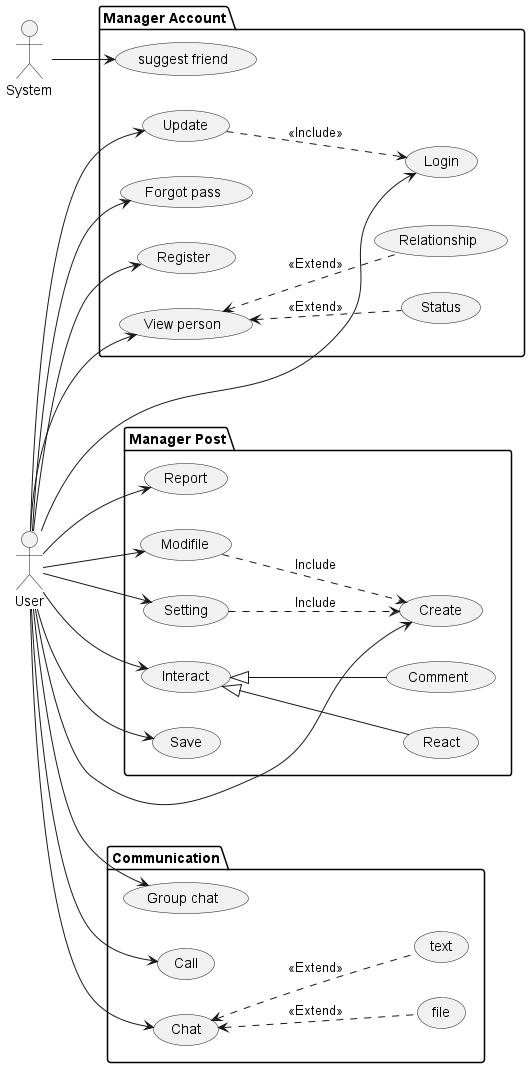 Manager Account
suggest friend
System
Update
«Include»
Login
Forgot pass
Relationship
«Extend»
Register
«Extend»
Status
View person
Manager Post
Report
Modifile
Include
User
Setting
Include
Create
Interact
Comment
Save
React
Communication
Group chat
text
Call
«Extend»
file
«Extend»
Chat